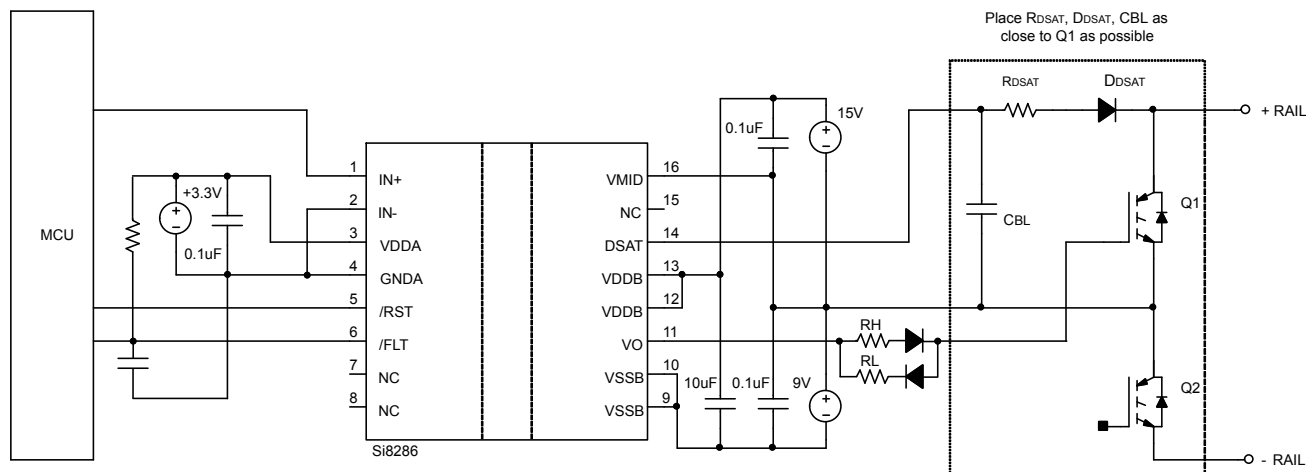 Place RDSAT, DDSAT, CBL as
close to Q1 as possible
RDSAT
DDSAT
+ RAIL
15V
0.1uF
MCU
+3.3V
0.1uF
1
IN+
2
IN-
3
VDDA
4
GNDA
5
/RST
6
/FLT
7
NC
8
NC
Si8286
16
VMID
15
NC
14
DSAT
13
VDDB
12
VDDB
11
VO
10
VSSB
9
VSSB
RH
RL
10uF
0.1uF
9V
CBL
Q1
Q2
- RAIL